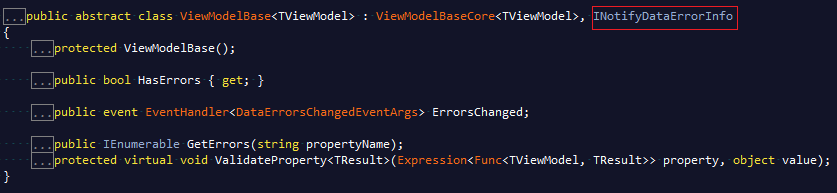 ...public abstract class ViewModelBase<TViewModel> : ViewModelBaseCore<TViewModel>, INotifyDataErrorInfo
{
...protected ViewModelBase();
...public bool HasErrors { get; }
...public event EventHandler<DataErrorsChangedEventArgs> ErrorsChanged;
...public IEnumerable GetErrors(string propertyName);
...protected virtual void ValidateProperty<TResult>(Expression<Func<TViewModel, TResult>> property, object value);
}